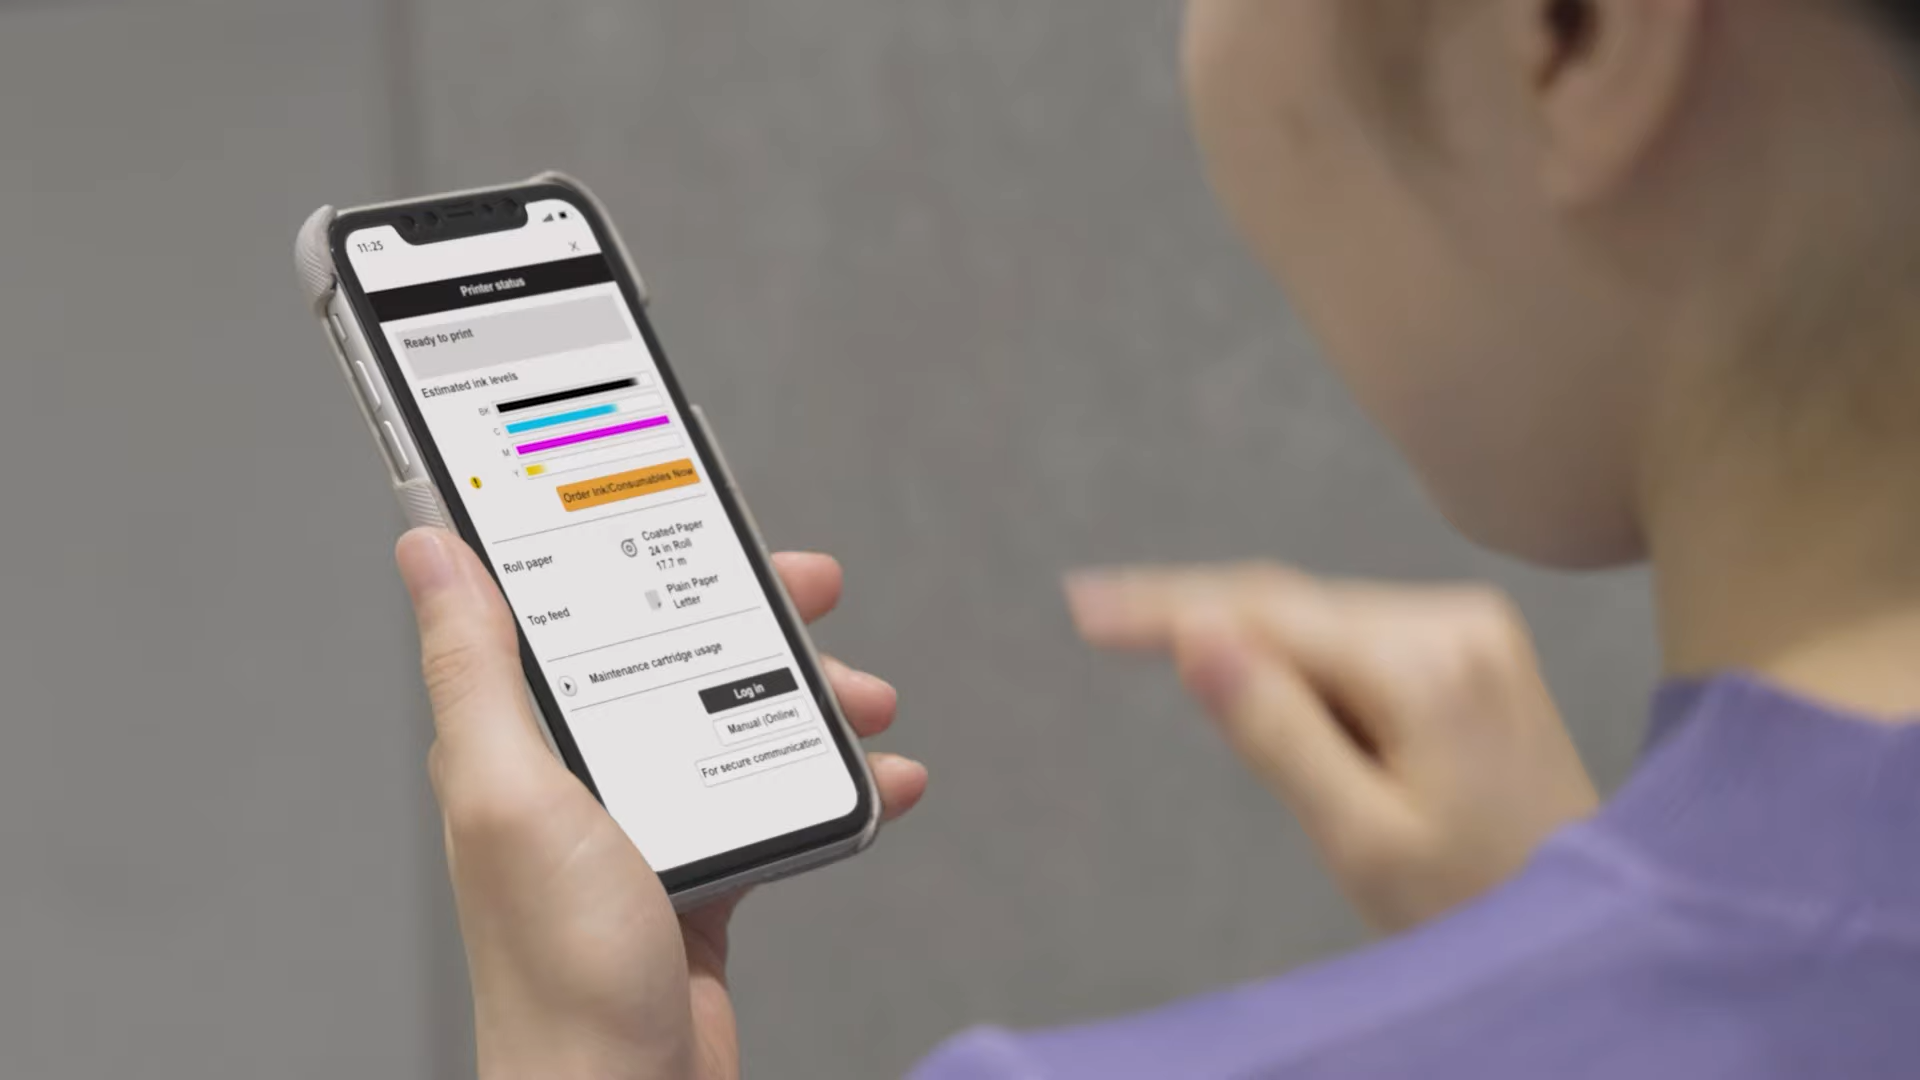 11:25
X
Printer status
Ready to print
Estimated ink levels
BK
C
M
Y
!
Order Ink/Consumables Now
Roll paper
Coated Paper
24 in Roll
17.7 m
Top feed
Plain Paper
Letter
Maintenance cartridge usage
Log in
Manual (Online)
For secure communication